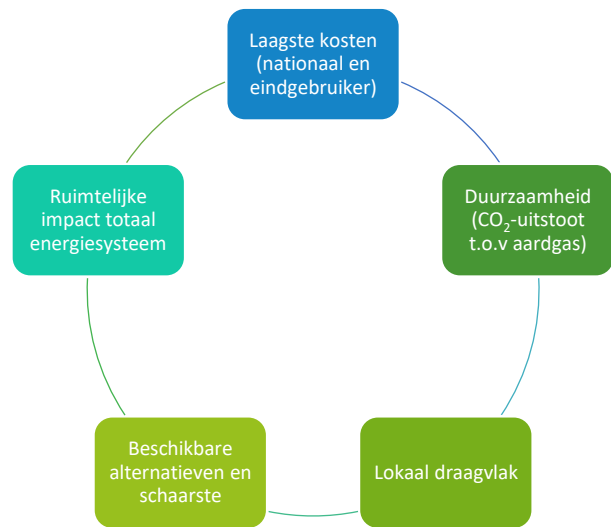 Laagste kosten
(nationaal en
eindgebruiker)
Duurzaamheid
(CO₂-uitstoot
t.o.v aardgas)
Lokaal draagvlak
Beschikbare
alternatieven en
schaarste
Ruimtelijke
impact totaal
energiesysteem